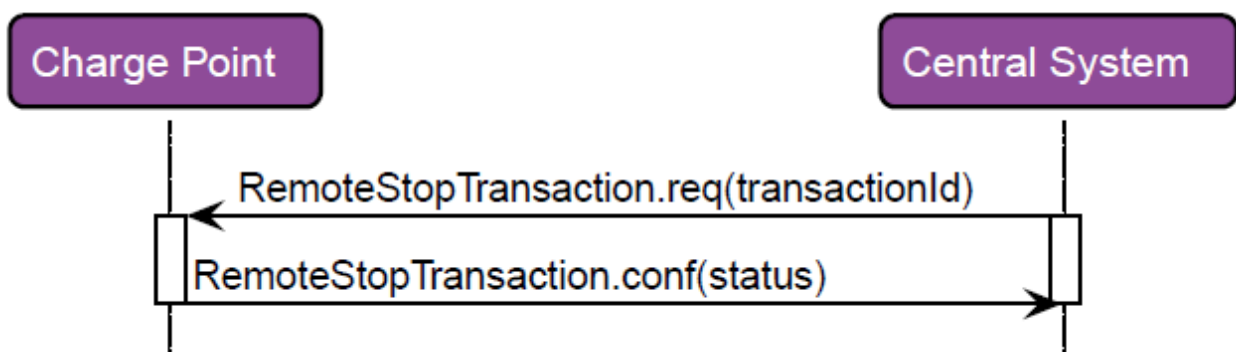 Charge Point
Central System
RemoteStopTransaction.req(transactionId)
RemoteStopTransaction.conf(status)